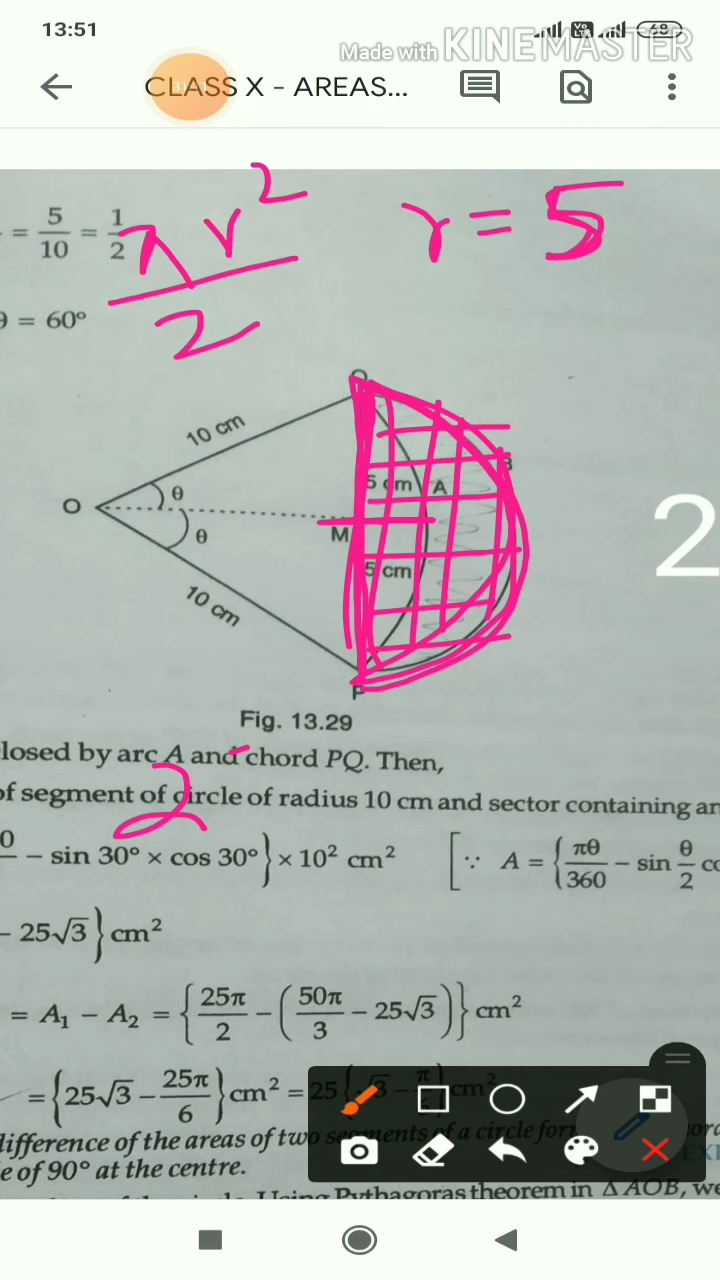 13:51
Made with KINEMASTER
CLASS X - AREAS...
= 5/10 = 1/2
πr²/2
r = 5
θ = 60°
Q
10 cm
5 cm A
B
O
θ
M
2
θ
5 cm
10 cm
P
Fig. 13.29
losed by arc A and chord PQ. Then,
of segment of circle of radius 10 cm and sector containing an
2
- sin 30° × cos 30°} × 10² cm² [∵ A = {πθ/360 - sin θ/2 co
- 25√3} cm²
= A₁ - A₂ = {25π/2 - (50π/3 - 25√3)} cm²
= {25√3 - 25π/6} cm² = 25 {√3 - π/6} cm²
difference of the areas of two segments of a circle for
e of 90° at the centre.
Using Pythagoras theorem in Δ AOB, we